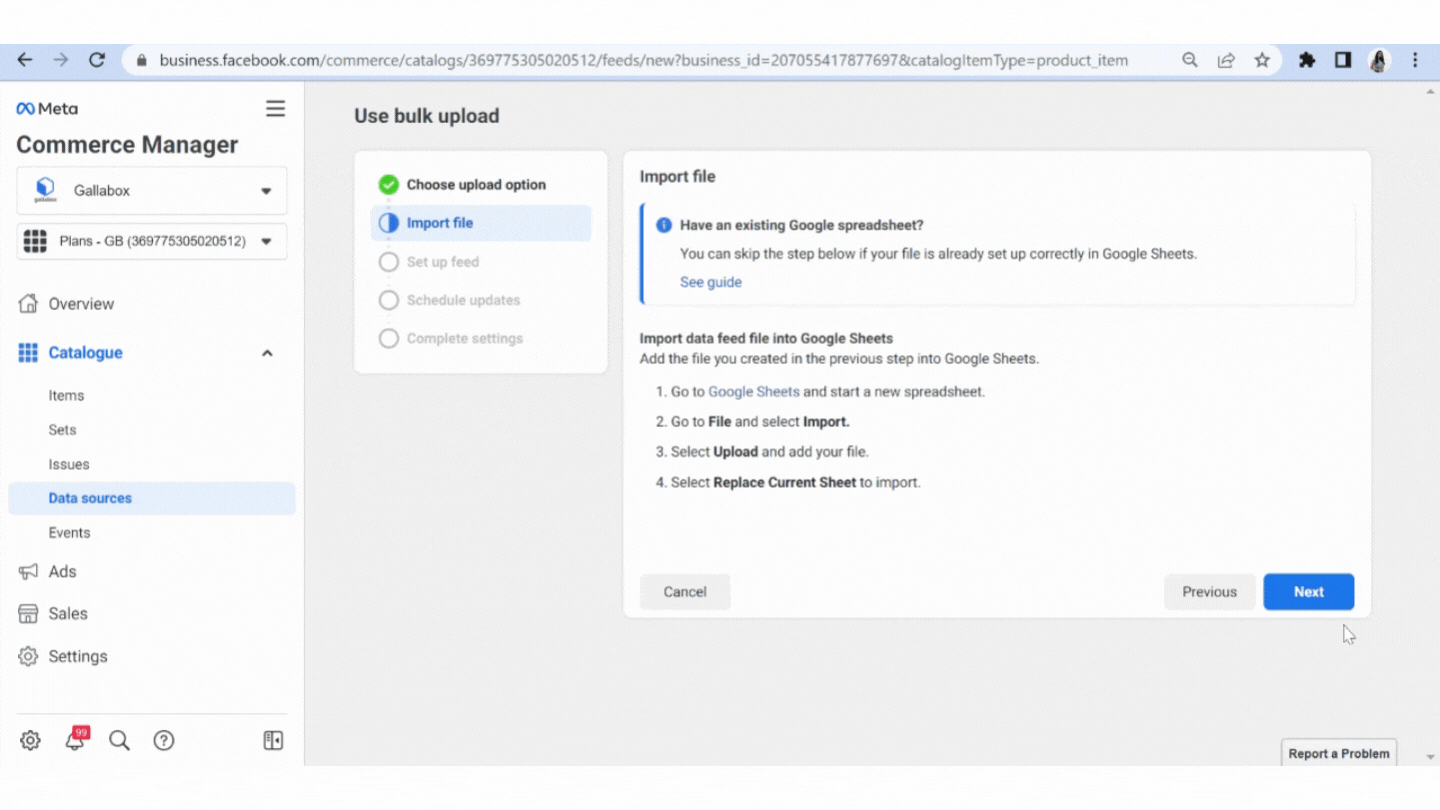 business.facebook.com/commerce/catalogs/369775305020512/feeds/new?business_id=207055417877697&catalogItemType=product_item
Meta
Commerce Manager
gallabox
Gallabox
Plans - GB (369775305020512)
Overview
Catalogue
Items
Sets
Issues
Data sources
Events
Ads
Sales
Settings
99
Use bulk upload
Choose upload option
Import file
Set up feed
Schedule updates
Complete settings
Import file
Have an existing Google spreadsheet?
You can skip the step below if your file is already set up correctly in Google Sheets.
See guide
Import data feed file into Google Sheets
Add the file you created in the previous step into Google Sheets.
1. Go to Google Sheets and start a new spreadsheet.
2. Go to File and select Import.
3. Select Upload and add your file.
4. Select Replace Current Sheet to import.
Cancel
Previous
Next
Report a Problem